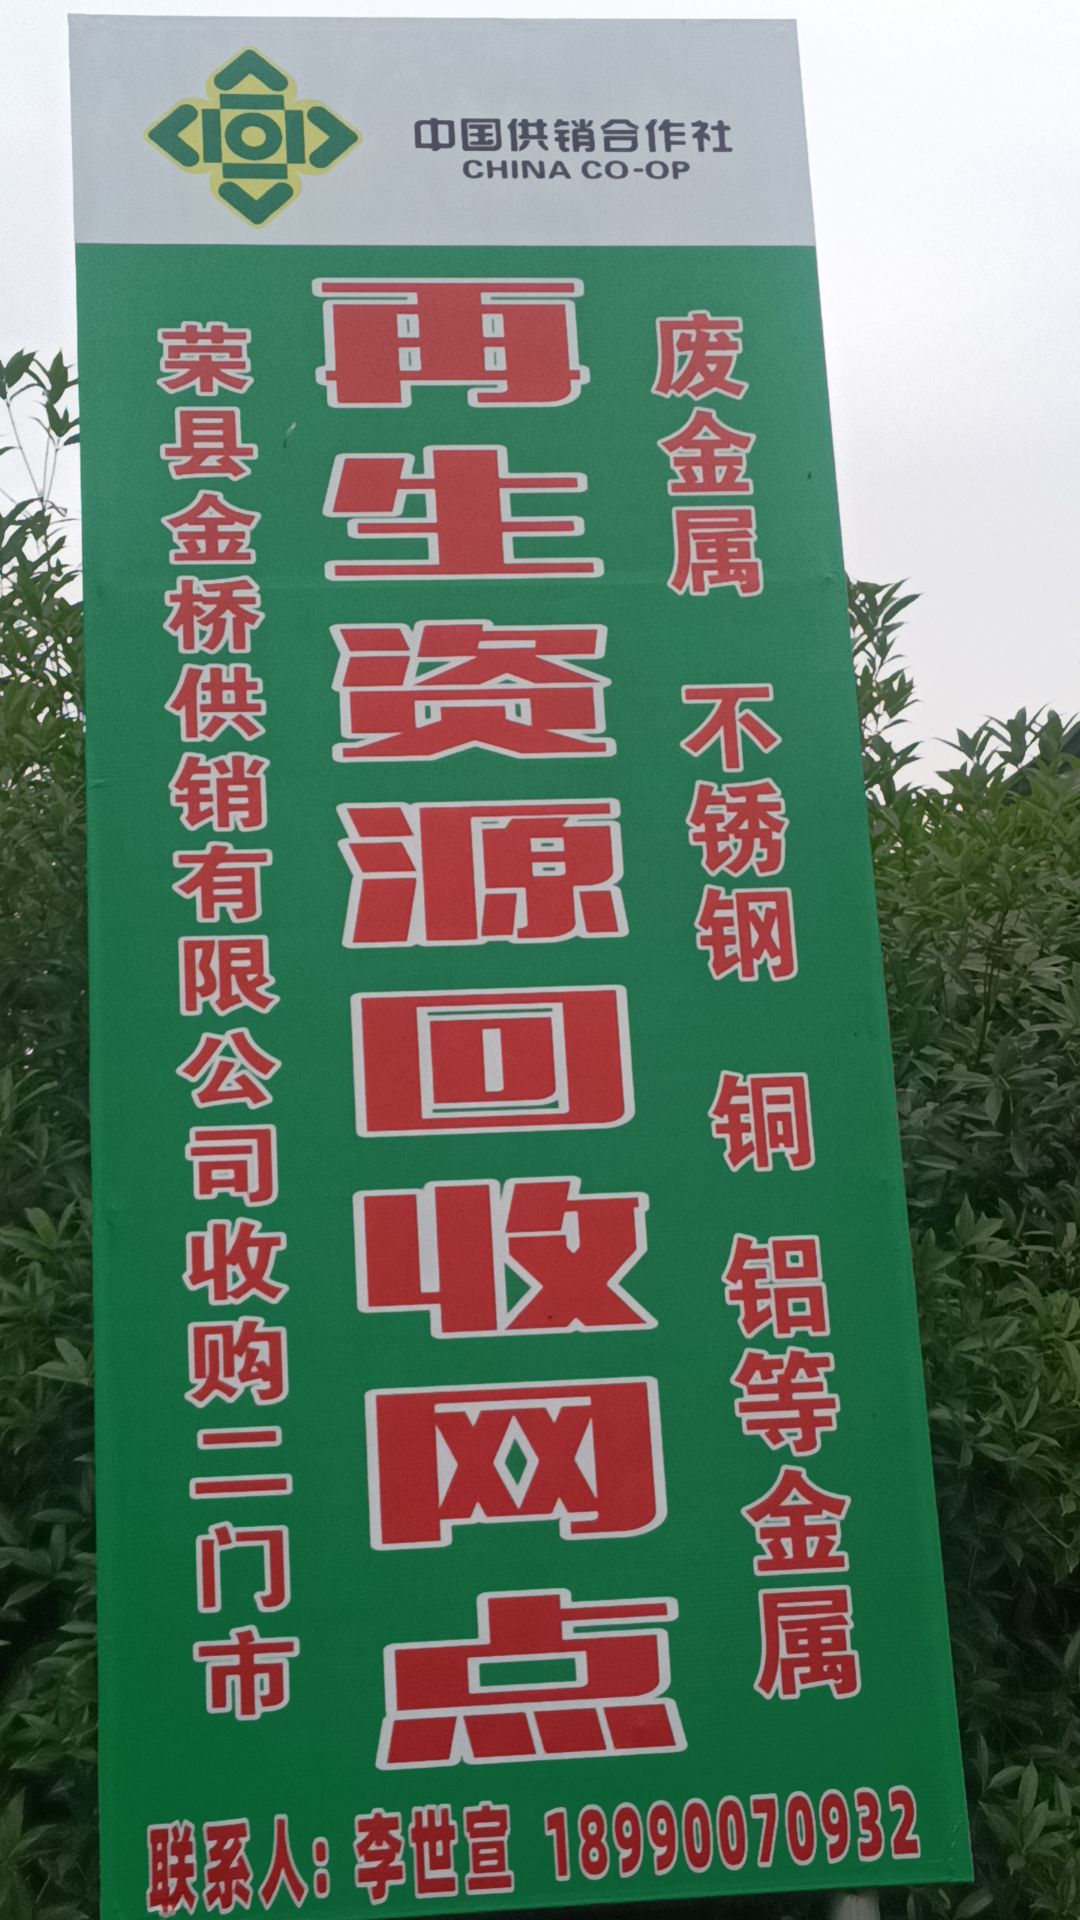 中国供销合作社
CHINA CO-OP
再生资源回收网点
荣县金桥供销有限公司收购二门市
废金属 不锈钢 铜 铝等金属
联系人：李世宣 18990070932